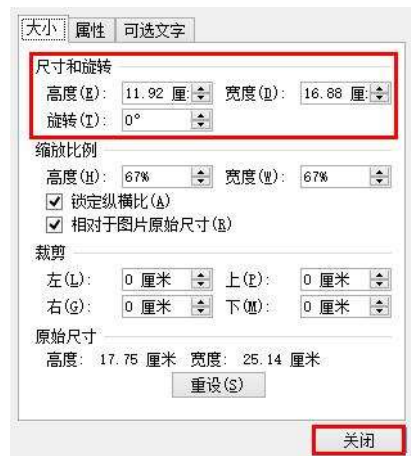 大小 属性 可选文字
尺寸和旋转
高度(E): 11.92 厘 宽度(D): 16.88 厘
旋转(T): 0°
缩放比例
高度(H): 67% 宽度(W): 67%
锁定纵横比(A)
相对于图片原始尺寸(R)
裁剪
左(L): 0 厘米 上(P): 0 厘米
右(G): 0 厘米 下(M): 0 厘米
原始尺寸
高度: 17.75 厘米 宽度: 25.14 厘米
重设(S)
关闭